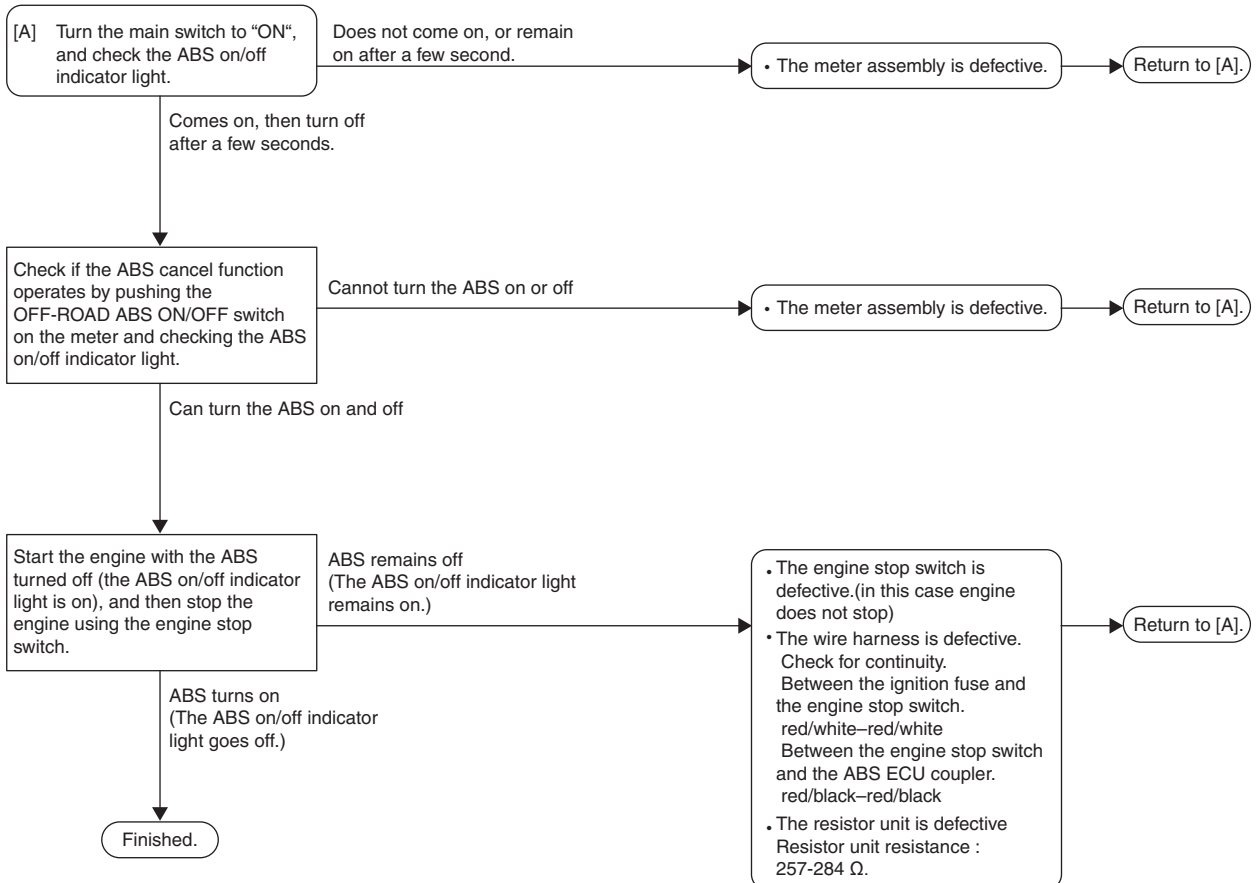 [A] Turn the main switch to “ON“,
and check the ABS on/off
indicator light.
Does not come on, or remain
on after a few second.
• The meter assembly is defective.
Return to [A].
Comes on, then turn off
after a few seconds.
Check if the ABS cancel function
operates by pushing the
OFF-ROAD ABS ON/OFF switch
on the meter and checking the ABS
on/off indicator light.
Cannot turn the ABS on or off
• The meter assembly is defective.
Return to [A].
Can turn the ABS on and off
Start the engine with the ABS
turned off (the ABS on/off indicator
light is on), and then stop the
engine using the engine stop
switch.
ABS remains off
(The ABS on/off indicator light
remains on.)
• The engine stop switch is
defective.(in this case engine
does not stop)
• The wire harness is defective.
Check for continuity.
Between the ignition fuse and
the engine stop switch.
red/white–red/white
Between the engine stop switch
and the ABS ECU coupler.
red/black–red/black
• The resistor unit is defective
Resistor unit resistance :
257-284 Ω.
Return to [A].
ABS turns on
(The ABS on/off indicator
light goes off.)
Finished.